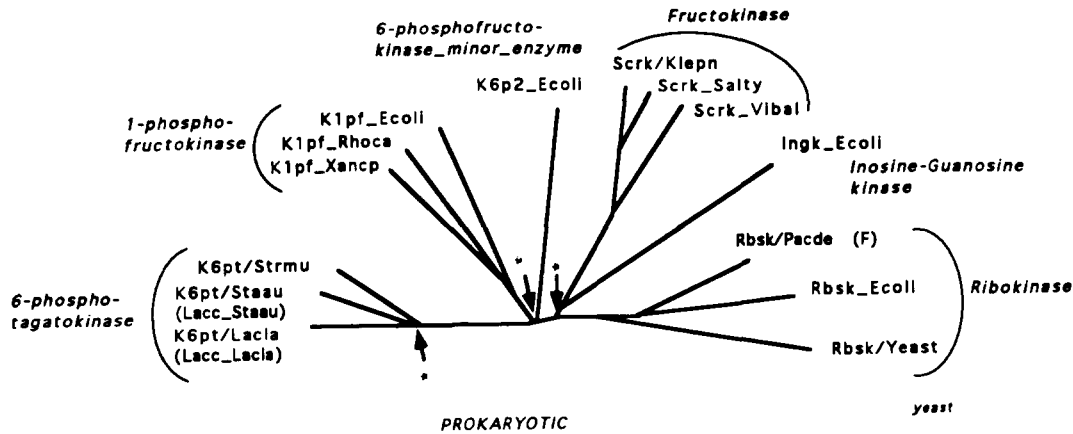 Fructokinase
6-phosphofructo-
kinase_minor_enzyme
Scrk/Klepn
K6p2_Ecoli
Scrk_Salty
Scrk_Vibal
1-phospho-
fructokinase
K1pf_Ecoli
K1pf_Rhoca
K1pf_Xancp
Ingk_Ecoli
Inosine-Guanosine
kinase
Rbsk/Pacde (F)
*
*
6-phospho-
tagatokinase
K6pt/Strmu
K6pt/Staau
(Lacc_Staau)
K6pt/Lacla
(Lacc_Lacla)
Rbsk_Ecoli
Ribokinase
Rbsk/Yeast
*
PROKARYOTIC
yeast